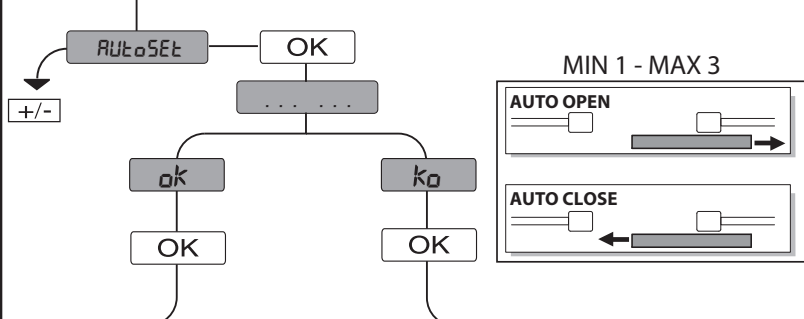 AUtoSEt
OK
MIN 1 - MAX 3
+/-
... ...
AUTO OPEN
ok
ko
AUTO CLOSE
OK
OK